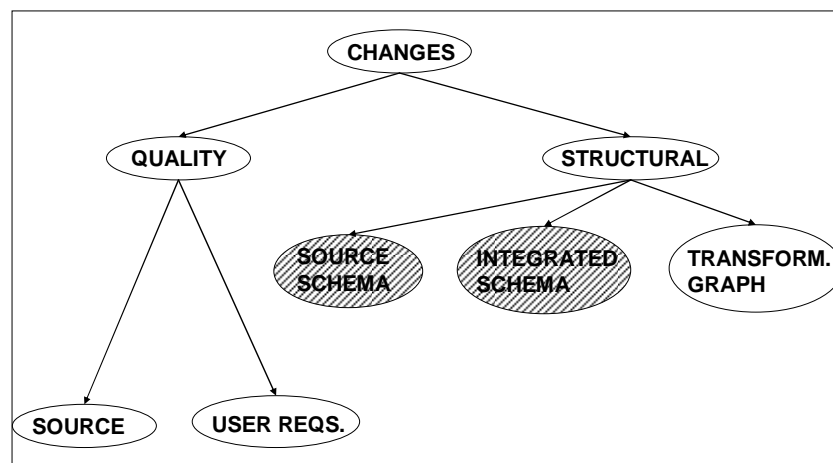 CHANGES
QUALITY
STRUCTURAL
SOURCE
SCHEMA
INTEGRATED
SCHEMA
TRANSFORM.
GRAPH
SOURCE
USER REQS.